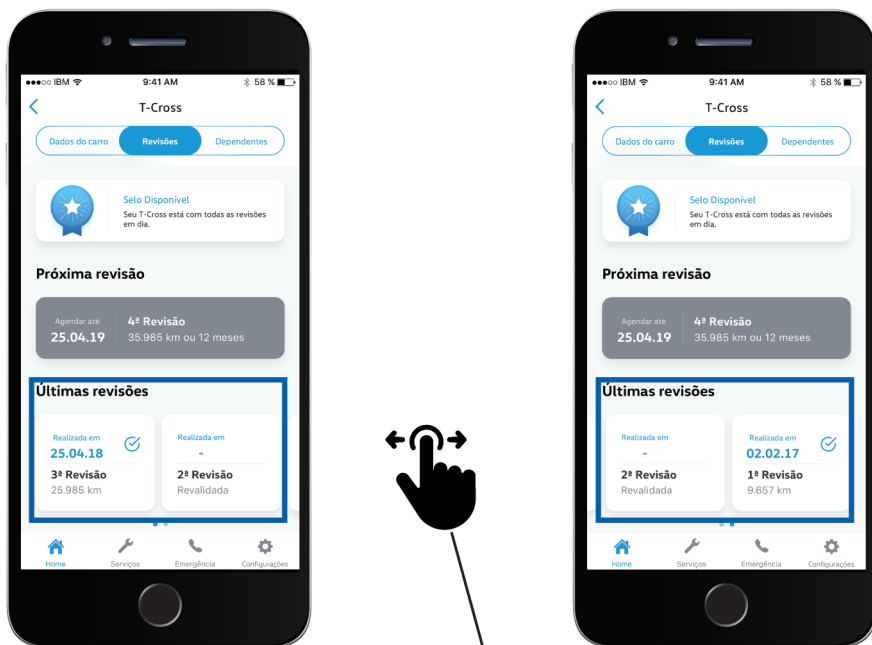 ●●●○○ IBM 9:41 AM 58 %
T-Cross
Dados do carro Revisões Dependentes
Selo Disponível
Seu T-Cross está com todas as revisões
em dia.
Próxima revisão
Agendar até
25.04.19
4ª Revisão
35.985 km ou 12 meses
Últimas revisões
Realizada em
25.04.18
3ª Revisão
25.985 km
Realizada em
-
2ª Revisão
Revalidada
Home Serviços Emergência Configurações
●●●○○ IBM 9:41 AM 58 %
T-Cross
Dados do carro Revisões Dependentes
Selo Disponível
Seu T-Cross está com todas as revisões
em dia.
Próxima revisão
Agendar até
25.04.19
4ª Revisão
35.985 km ou 12 meses
Últimas revisões
Realizada em
-
2ª Revisão
Revalidada
Realizada em
02.02.17
1ª Revisão
9.657 km
Home Serviços Emergência Configurações